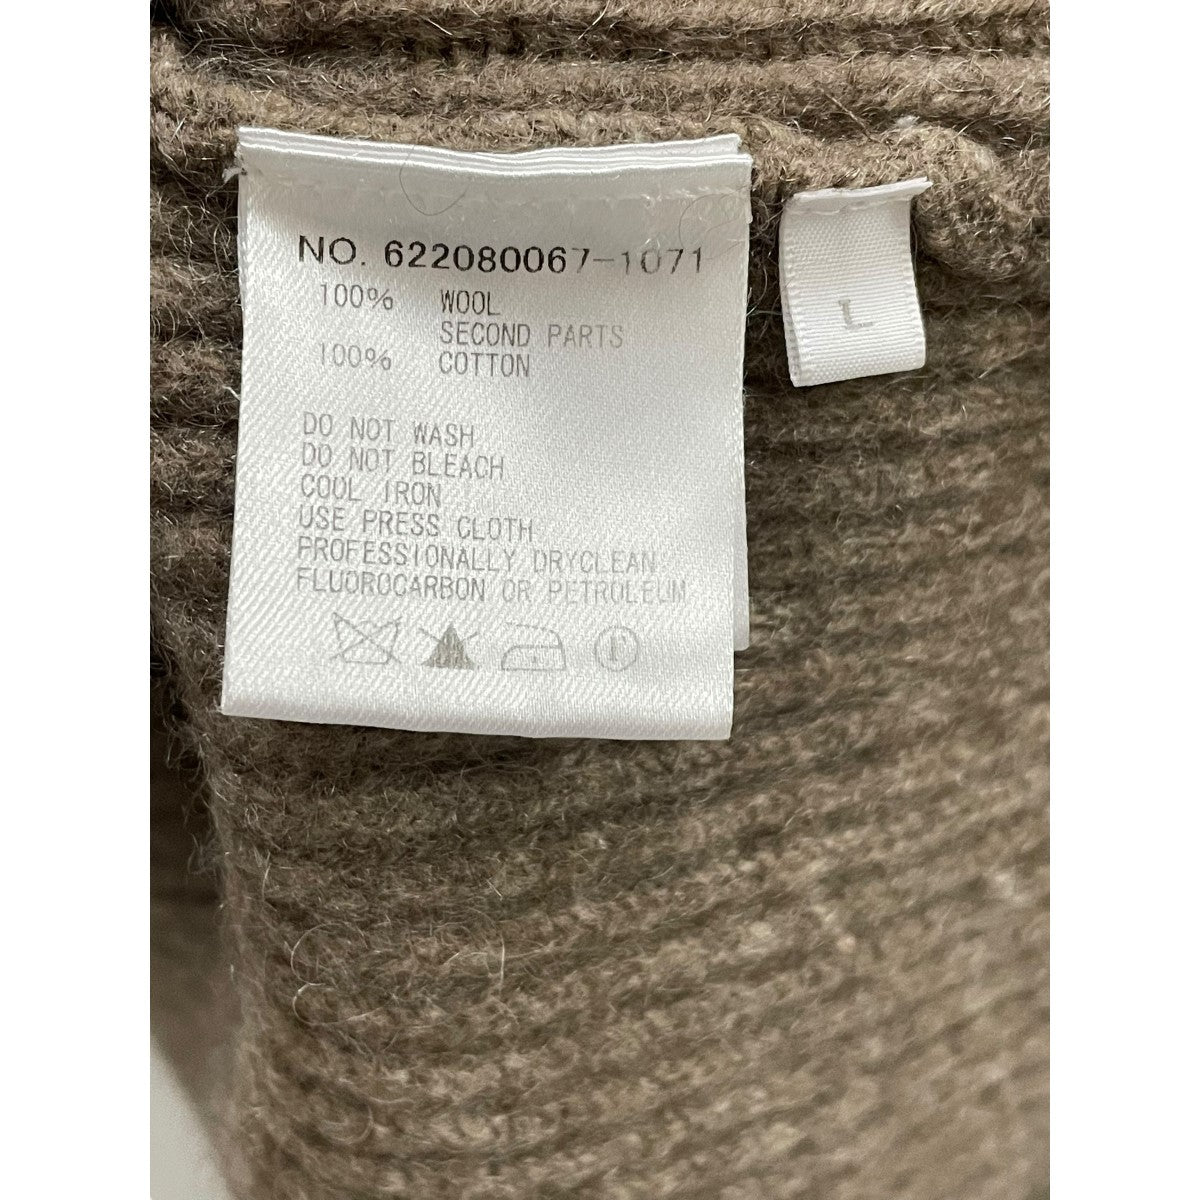 NO. 622080067-1071
100% WOOL
SECOND PARTS
100% COTTON
DO NOT WASH
DO NOT BLEACH
COOL IRON
USE PRESS CLOTH
PROFESSIONALLY DRYCLEAN
FLUOROCARBON OR PETROLEUM
L